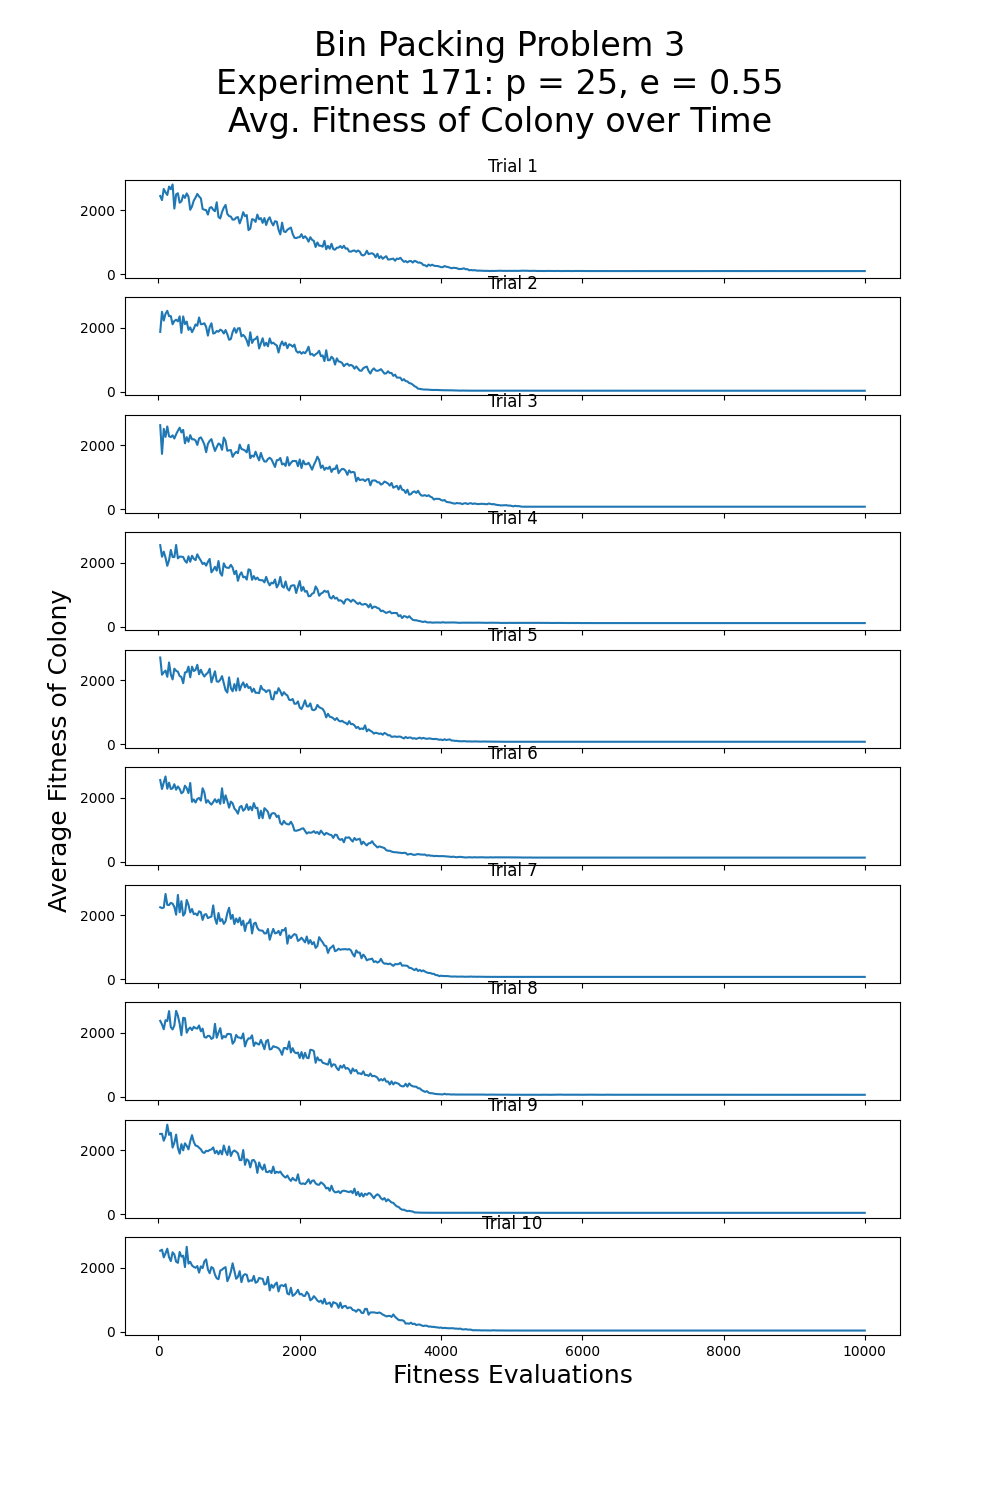 Bin Packing Problem 3
Experiment 171: p = 25, e = 0.55
Avg. Fitness of Colony over Time
Trial 1
2000
0
Trial 2
2000
0
Trial 3
2000
0
Trial 4
2000
0
Trial 5
2000
0
Trial 6
2000
0
Trial 7
2000
0
Trial 8
2000
0
Trial 9
2000
0
Trial 10
2000
0
0 2000 4000 6000 8000 10000
Fitness Evaluations
Average Fitness of Colony